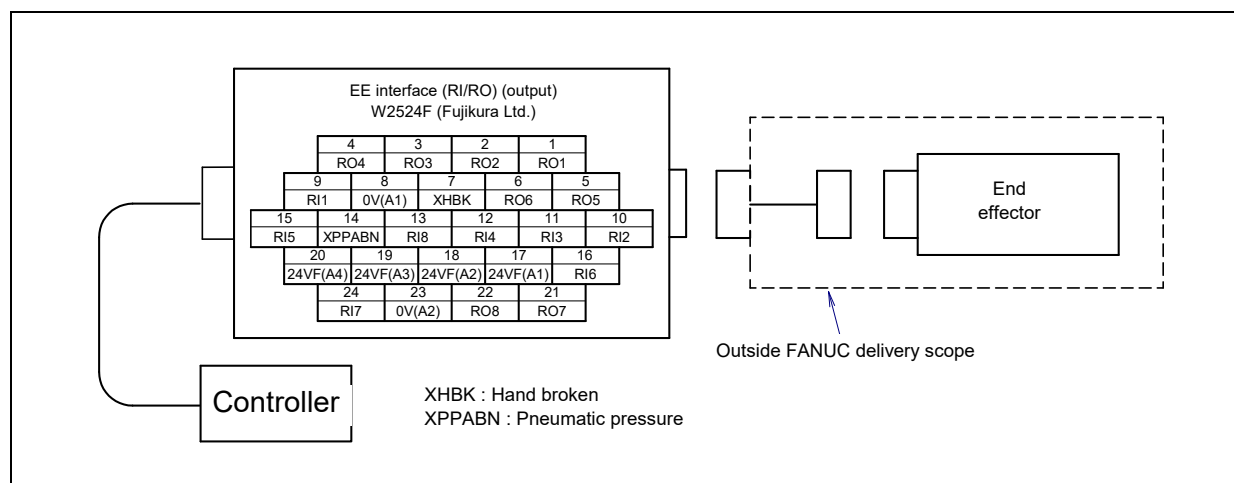 EE interface (RI/RO) (output)
W2524F (Fujikura Ltd.)
4 3 2 1
RO4 RO3 RO2 RO1
9 8 7 6 5
RI1 0V(A1) XHBK RO6 RO5
15 14 13 12 11 10
RI5 XPPABN RI8 RI4 RI3 RI2
20 19 18 17 16
24VF(A4) 24VF(A3) 24VF(A2) 24VF(A1) RI6
24 23 22 21
RI7 0V(A2) RO8 RO7
End
effector
Outside FANUC delivery scope
Controller
XHBK : Hand broken
XPPABN : Pneumatic pressure